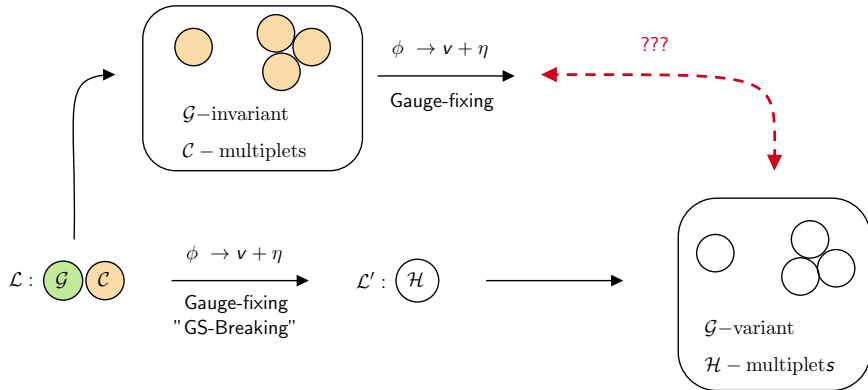 ???
ϕ → v + η
Gauge-fixing
𝒢−invariant
𝒞 − multiplets
ℒ : 𝒢 𝒞
ϕ → v + η
Gauge-fixing
"GS-Breaking"
ℒ′ : ℋ
𝒢−variant
ℋ − multiplets